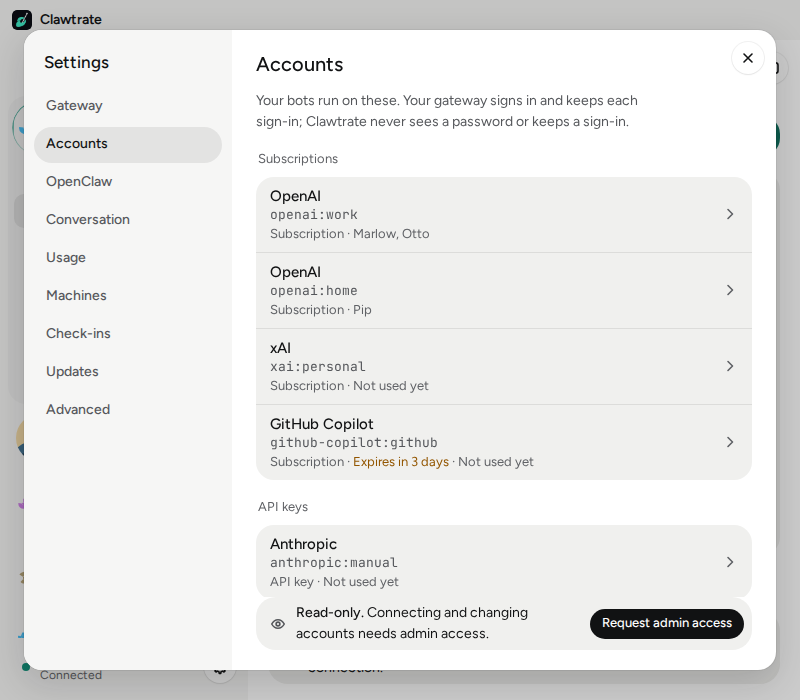 Clawtrate
Settings
Gateway
Accounts
OpenClaw
Conversation
Usage
Machines
Check-ins
Updates
Advanced
Accounts
Your bots run on these. Your gateway signs in and keeps each
sign-in; Clawtrate never sees a password or keeps a sign-in.
Subscriptions
OpenAI
openai:work
Subscription · Marlow, Otto
OpenAI
openai:home
Subscription · Pip
xAI
xai:personal
Subscription · Not used yet
GitHub Copilot
github-copilot:github
Subscription · Expires in 3 days · Not used yet
API keys
Anthropic
anthropic:manual
API key · Not used yet
Read-only. Connecting and changing
accounts needs admin access.
Request admin access
Connected
connection.